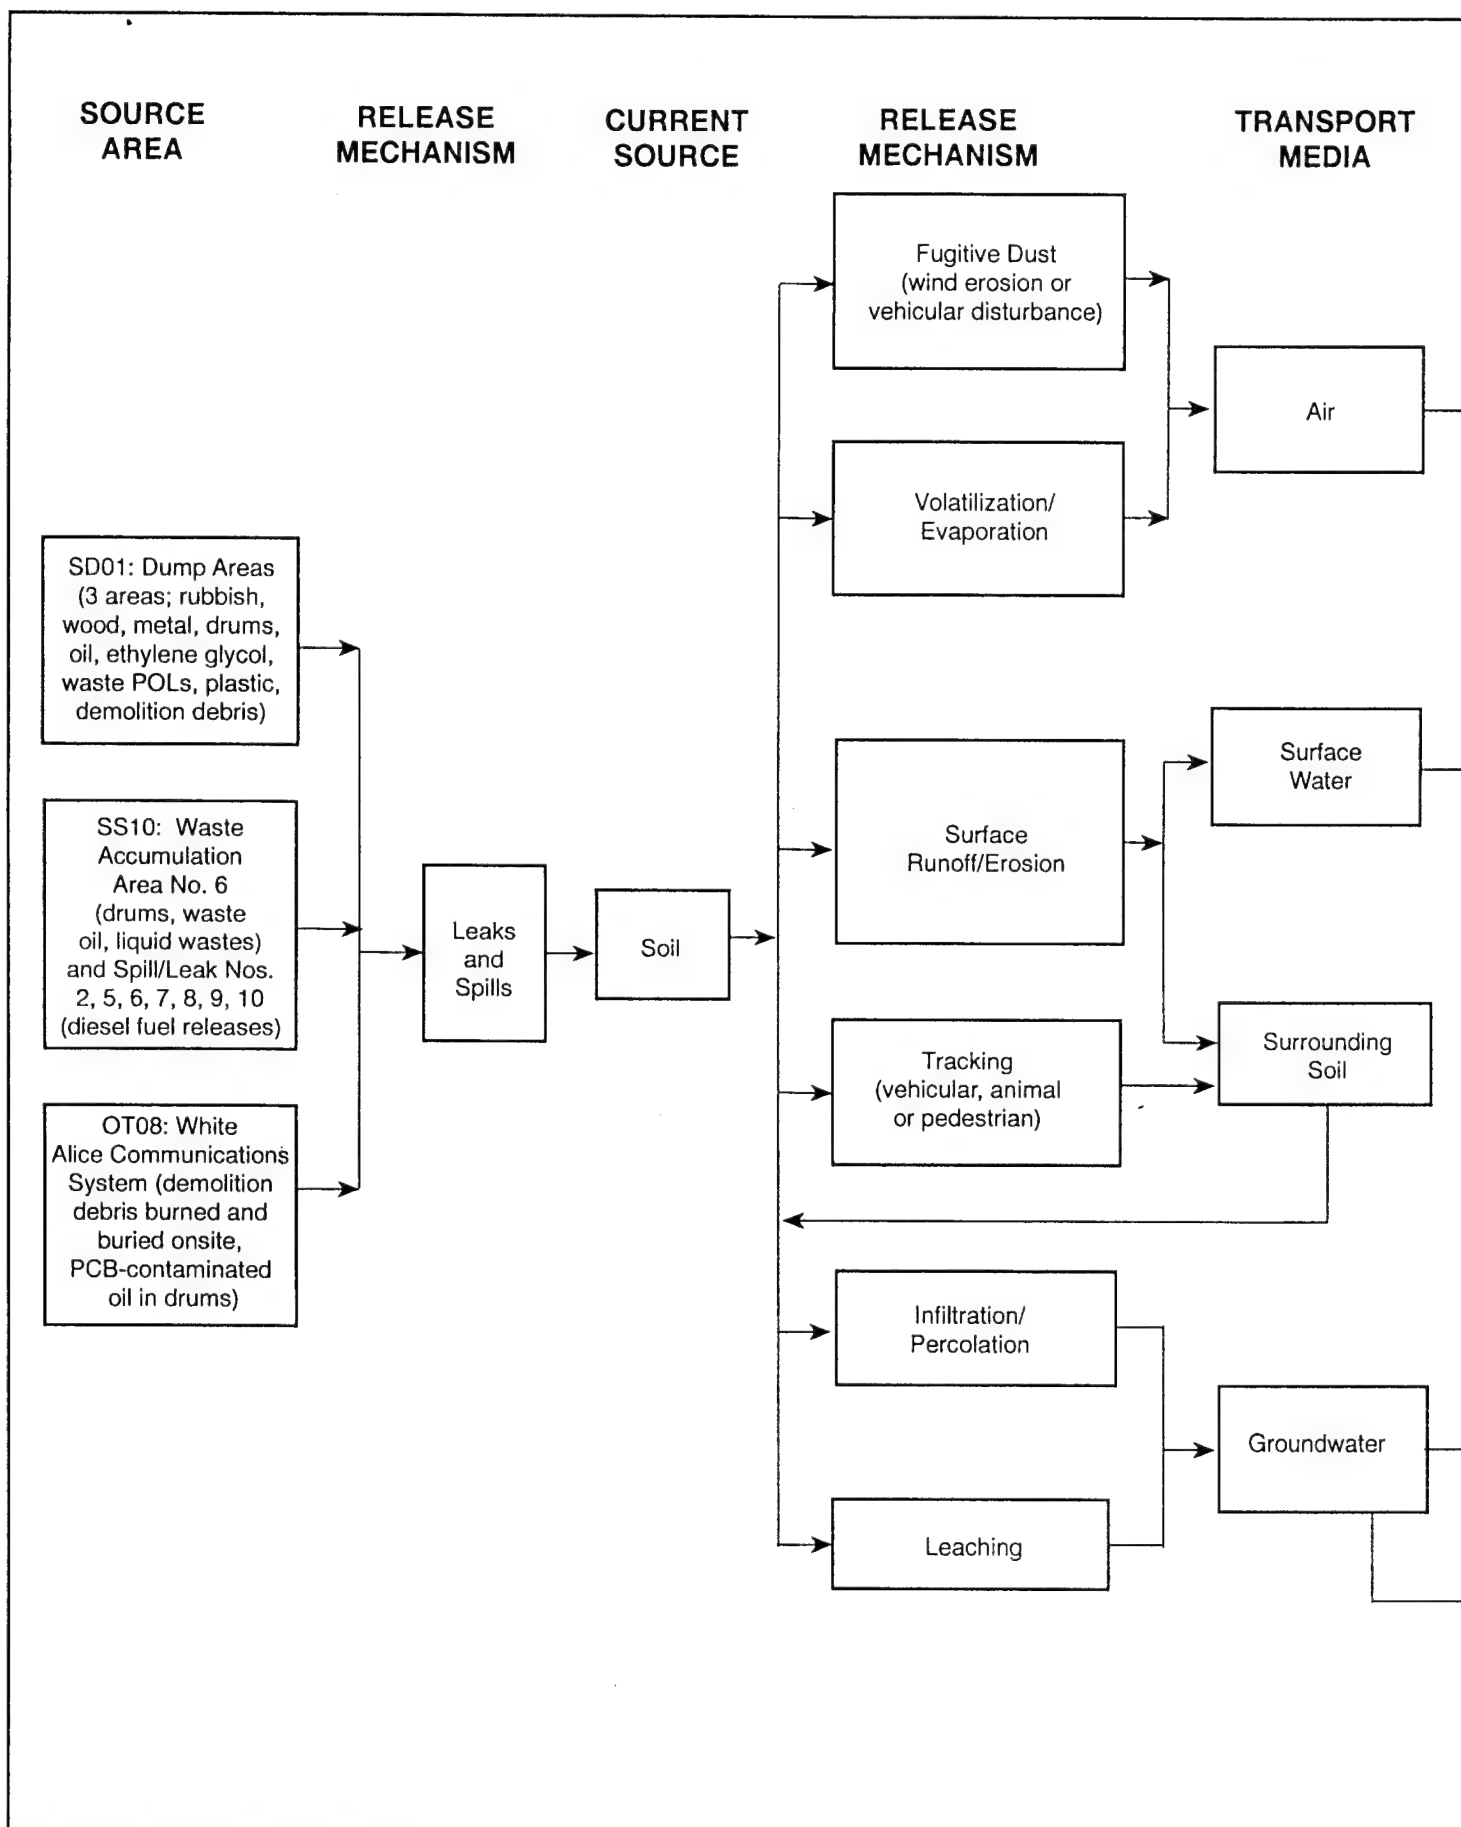 SOURCE
AREA
RELEASE
MECHANISM
CURRENT
SOURCE
RELEASE
MECHANISM
TRANSPORT
MEDIA
SD01: Dump Areas
(3 areas; rubbish,
wood, metal, drums,
oil, ethylene glycol,
waste POLs, plastic,
demolition debris)
SS10: Waste
Accumulation
Area No. 6
(drums, waste
oil, liquid wastes)
and Spill/Leak Nos.
2, 5, 6, 7, 8, 9, 10
(diesel fuel releases)
OT08: White
Alice Communications
System (demolition
debris burned and
buried onsite,
PCB-contaminated
oil in drums)
Leaks
and
Spills
Soil
Fugitive Dust
(wind erosion or
vehicular disturbance)
Volatilization/
Evaporation
Surface
Runoff/Erosion
Tracking
(vehicular, animal
or pedestrian)
Infiltration/
Percolation
Leaching
Air
Surface
Water
Surrounding
Soil
Groundwater